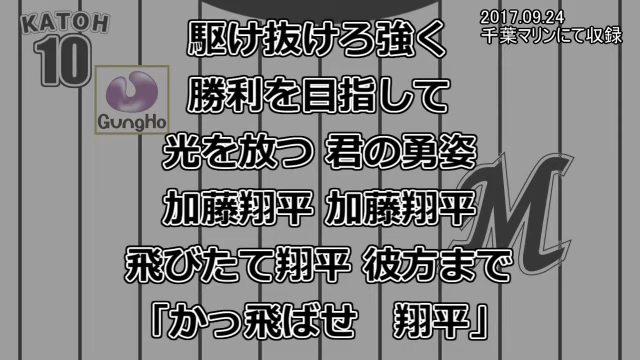 KATOH
10
GungHo
2017.09.24
千葉マリンにて収録
駆け抜けろ強く
勝利を目指して
光を放つ 君の勇姿
加藤翔平 加藤翔平
飛びたて翔平 彼方まで
「かっ飛ばせ　翔平」
M